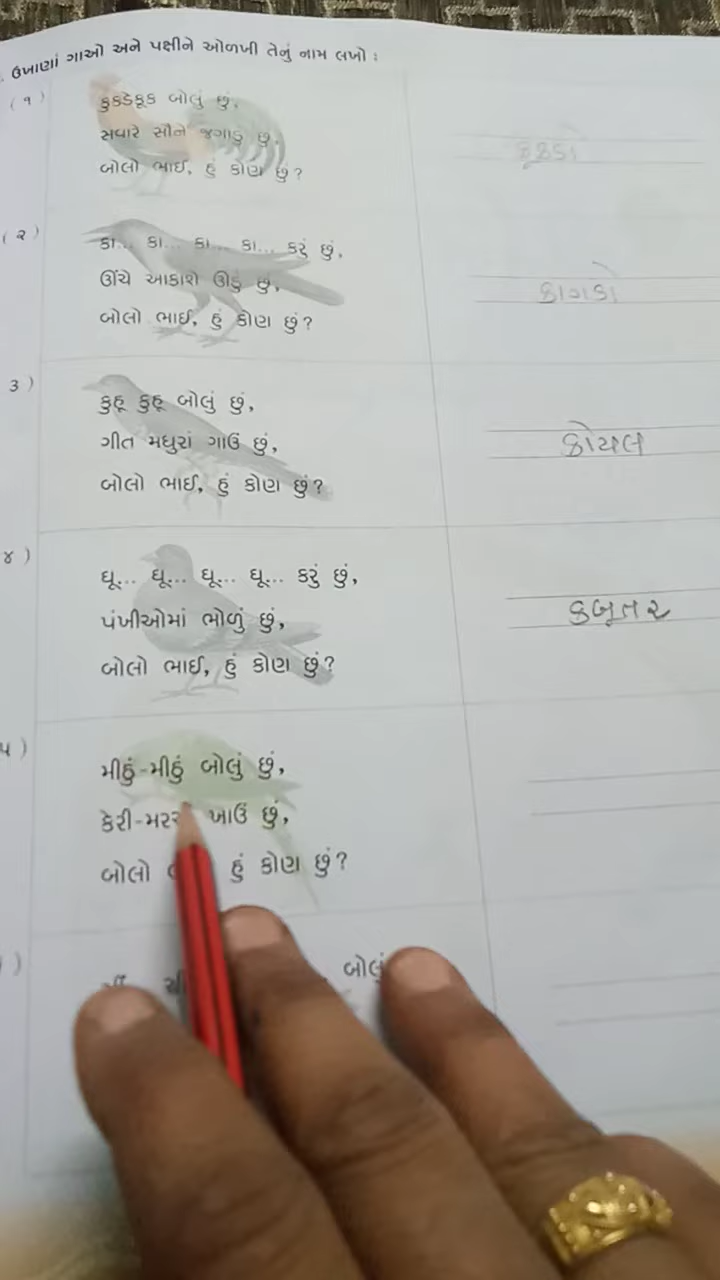 ઉખાણાં ગાઓ અને પક્ષીને ઓળખી તેનું નામ લખો :
(૧)
કુકડેકૂક બોલું છું,
સવારે સૌને જગાડું છું,
બોલો ભાઈ, હું કોણ છું?
કૂકડો
(૨)
કા... કા... કા... કા... કરું છું,
ઊંચે આકાશે ઊડું છું,
બોલો ભાઈ, હું કોણ છું?
કાગડો
૩)
કુહૂ કુહૂ બોલું છું,
ગીત મધુરાં ગાઉં છું,
બોલો ભાઈ, હું કોણ છું?
કોયલ
૪)
ઘૂ... ઘૂ... ઘૂ... ઘૂ... કરું છું,
પંખીઓમાં ભોળું છું,
બોલો ભાઈ, હું કોણ છું?
કબૂતર
૫)
મીઠું-મીઠું બોલું છું,
કેરી-મરચ ખાઉં છું,
બોલો હું કોણ છું?
)
બોલું